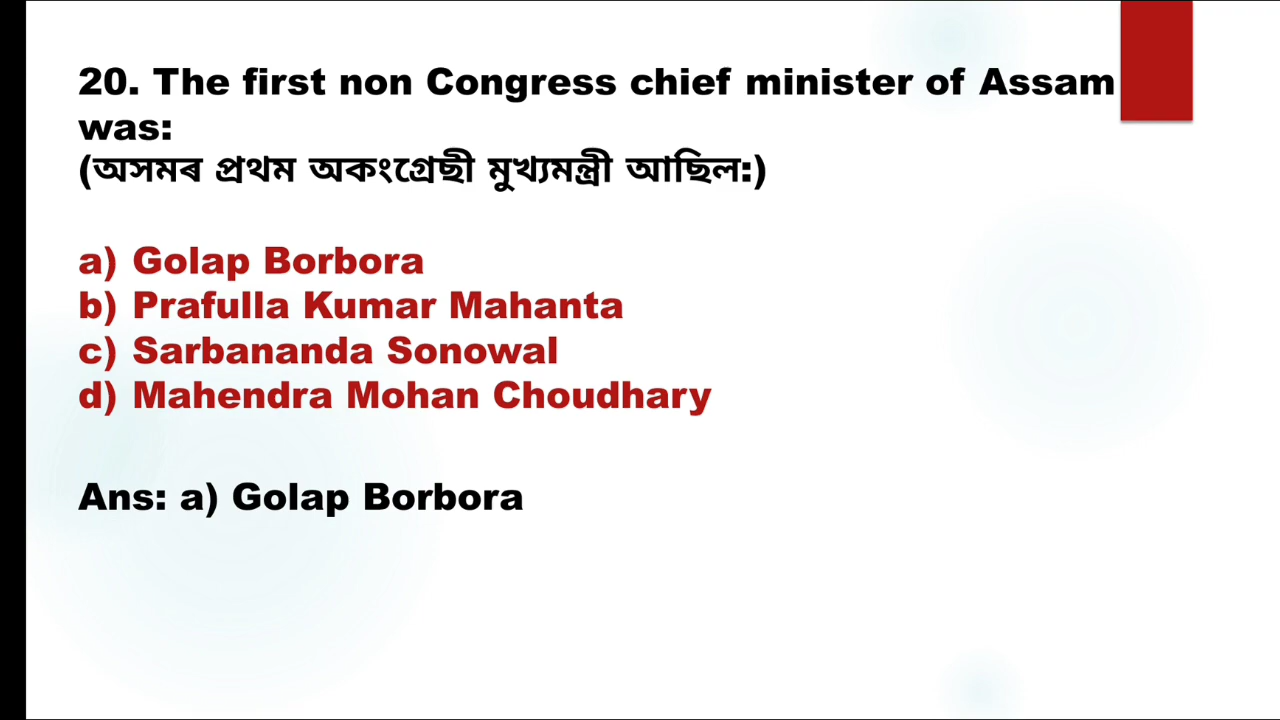 20. The first non Congress chief minister of Assam
was:
(অসমৰ প্ৰথম অকংগ্ৰেছী মুখ্যমন্ত্ৰী আছিল:)
a) Golap Borbora
b) Prafulla Kumar Mahanta
c) Sarbananda Sonowal
d) Mahendra Mohan Choudhary
Ans: a) Golap Borbora